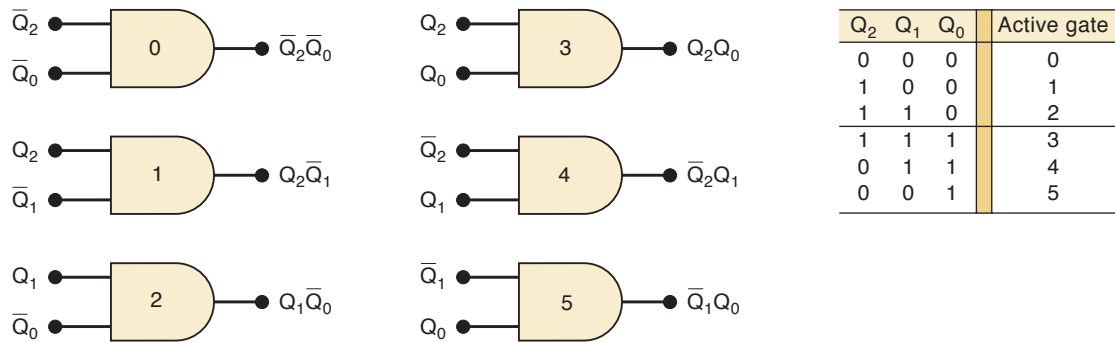 Q̅₂
Q̅₀
0
Q̅₂Q̅₀
Q₂
Q̅₁
1
Q₂Q̅₁
Q₁
Q̅₀
2
Q₁Q̅₀
Q₂
Q₀
3
Q₂Q₀
Q̅₂
Q₁
4
Q̅₂Q₁
Q̅₁
Q₀
5
Q̅₁Q₀
Q₂ Q₁ Q₀ Active gate
0 0 0 0
1 0 0 1
1 1 0 2
1 1 1 3
0 1 1 4
0 0 1 5